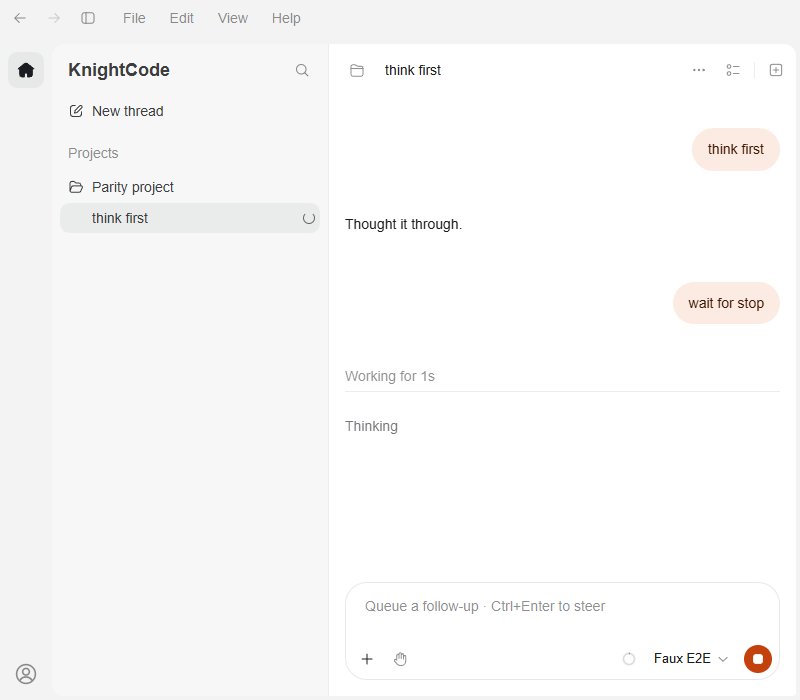 File Edit View Help
KnightCode
New thread
Projects
Parity project
think first
think first
think first
Thought it through.
wait for stop
Working for 1s
Thinking
Queue a follow-up · Ctrl+Enter to steer
Faux E2E